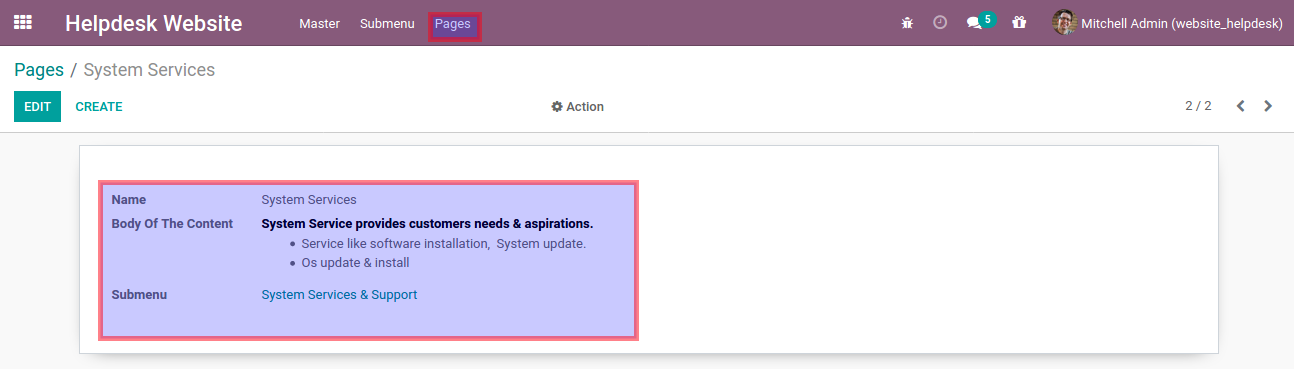 Helpdesk Website Master Submenu Pages 5 Mitchell Admin (website_helpdesk)
Pages / System Services
EDIT CREATE Action 2 / 2
Name System Services
Body Of The Content System Service provides customers needs & aspirations.
• Service like software installation, System update.
• Os update & install
Submenu System Services & Support